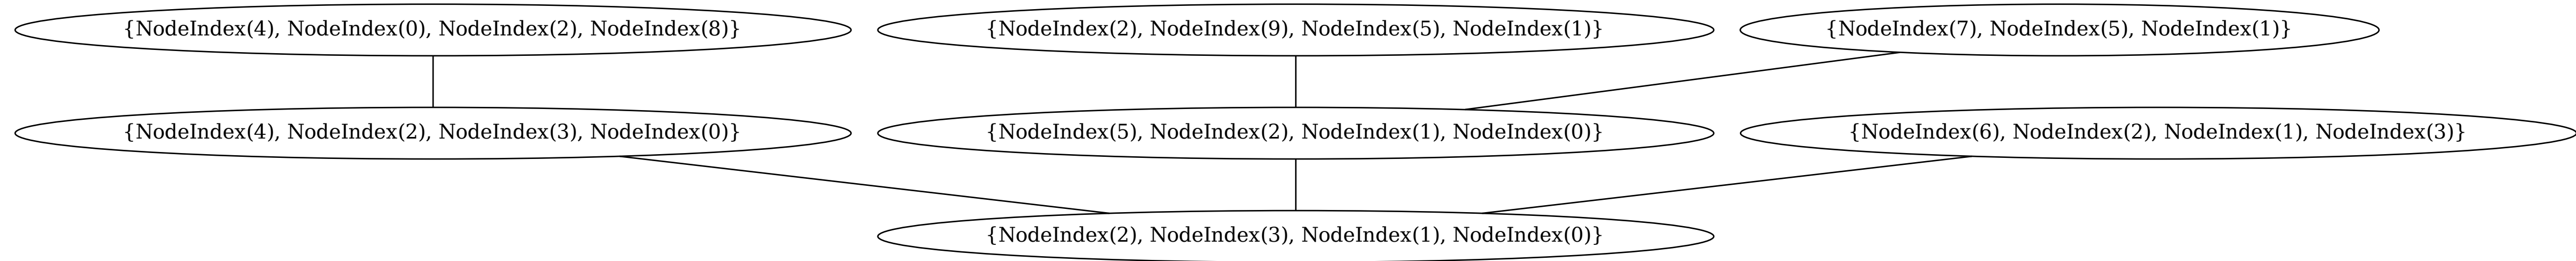 {NodeIndex(4), NodeIndex(0), NodeIndex(2), NodeIndex(8)}
{NodeIndex(2), NodeIndex(9), NodeIndex(5), NodeIndex(1)}
{NodeIndex(7), NodeIndex(5), NodeIndex(1)}
{NodeIndex(4), NodeIndex(2), NodeIndex(3), NodeIndex(0)}
{NodeIndex(5), NodeIndex(2), NodeIndex(1), NodeIndex(0)}
{NodeIndex(6), NodeIndex(2), NodeIndex(1), NodeIndex(3)}
{NodeIndex(2), NodeIndex(3), NodeIndex(1), NodeIndex(0)}